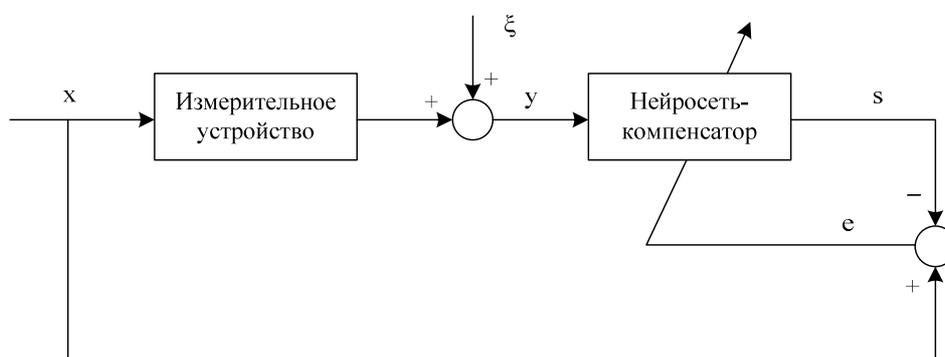 ξ
+
x
Измерительное
устройство
+
y
Нейросеть-
компенсатор
s
−
e
+